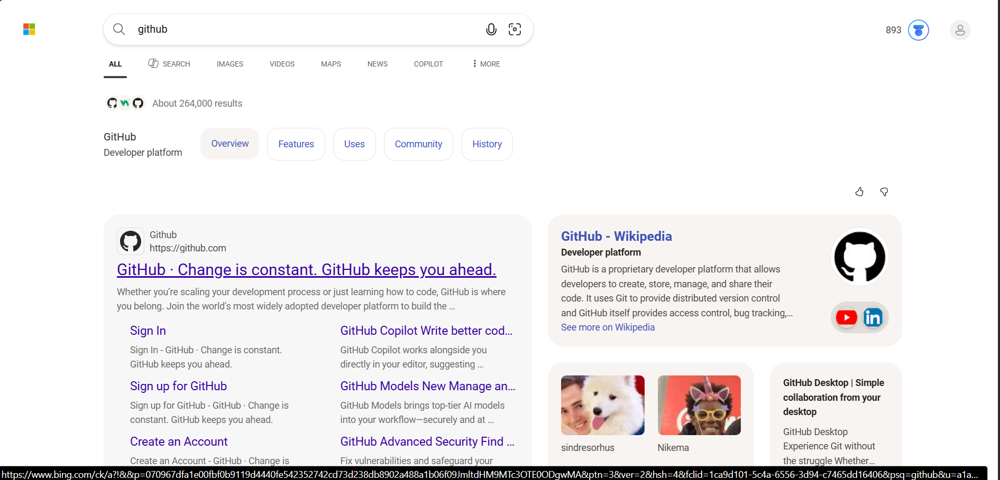 github
893
ALL
SEARCH
IMAGES
VIDEOS
MAPS
NEWS
COPILOT
MORE
About 264,000 results
GitHub
Developer platform
Overview
Features
Uses
Community
History
Github
https://github.com
GitHub · Change is constant. GitHub keeps you ahead.
Whether you’re scaling your development process or just learning how to code, GitHub is where
you belong. Join the world’s most widely adopted developer platform to build the ...
Sign In
Sign In - GitHub · Change is constant.
GitHub keeps you ahead.
Sign up for GitHub
Sign up for GitHub - GitHub · Change is
constant. GitHub keeps you ahead.
Create an Account
Create an Account - GitHub · Change is
GitHub Copilot Write better cod...
GitHub Copilot works alongside you
directly in your editor, suggesting ...
GitHub Models New Manage an...
GitHub Models brings top-tier AI models
into your workflow—securely and at ...
GitHub Advanced Security Find ...
Fix vulnerabilities and safeguard your
GitHub - Wikipedia
Developer platform
GitHub is a proprietary developer platform that allows
developers to create, store, manage, and share their
code. It uses Git to provide distributed version control
and GitHub itself provides access control, bug tracking,...
See more on Wikipedia
in
sindresorhus
Nikema
GitHub Desktop | Simple
collaboration from your
desktop
GitHub Desktop
Experience Git without
the struggle Whether...
https://www.bing.com/ck/a?!&&p=070967dfa1e00fbf0b9119d4440fe542352742cd73d238db8902a488a1b06f09JmltdHM9MTc3OTE0ODgwMA&ptn=3&ver=2&hsh=4&fclid=1ca9d101-5c4a-6556-3d94-c7465dd16406&psq=github&u=a1a...